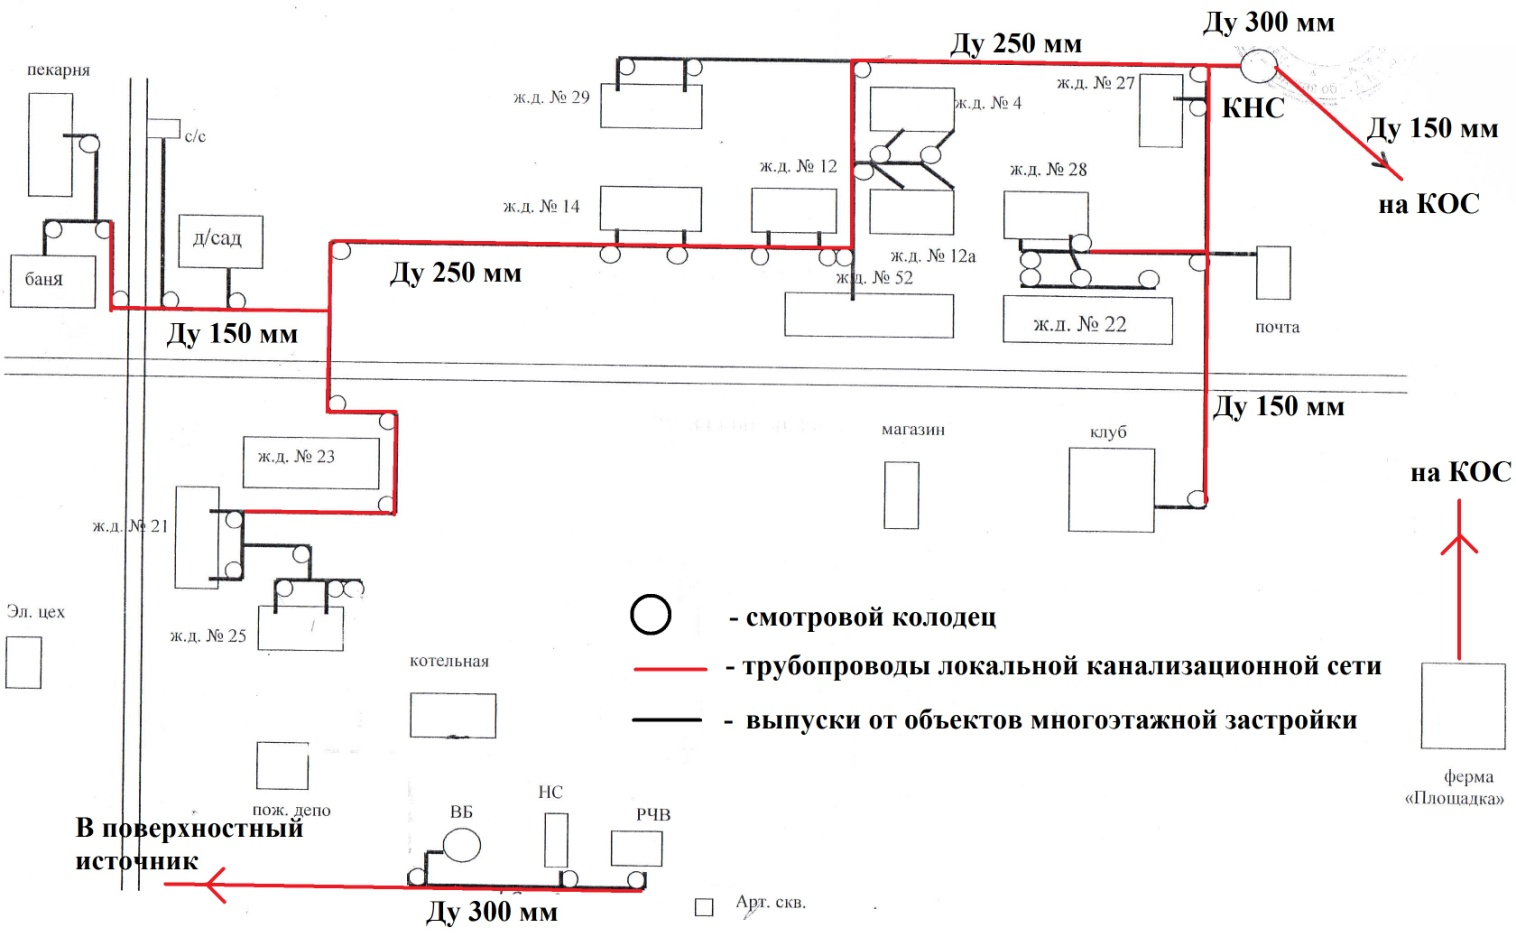 Ду 300 мм
Ду 250 мм
пекарня
ж.д. № 29
ж.д. № 4
ж.д. № 27
КНС
Ду 150 мм
с/с
ж.д. № 12
ж.д. № 28
на КОС
ж.д. № 14
д/сад
ж.д. № 12а
баня
Ду 250 мм
ж.д. № 52
Ду 150 мм
ж.д. № 22
почта
Ду 150 мм
магазин
клуб
ж.д. № 23
на КОС
ж.д. № 21
Эл. цех
- смотровой колодец
ж.д. № 25
котельная
- трубопроводы локальной канализационной сети
- выпуски от объектов многоэтажной застройки
ферма
«Площадка»
пож. депо
НС
ВБ
РЧВ
В поверхностный
источник
Ду 300 мм
Арт. скв.